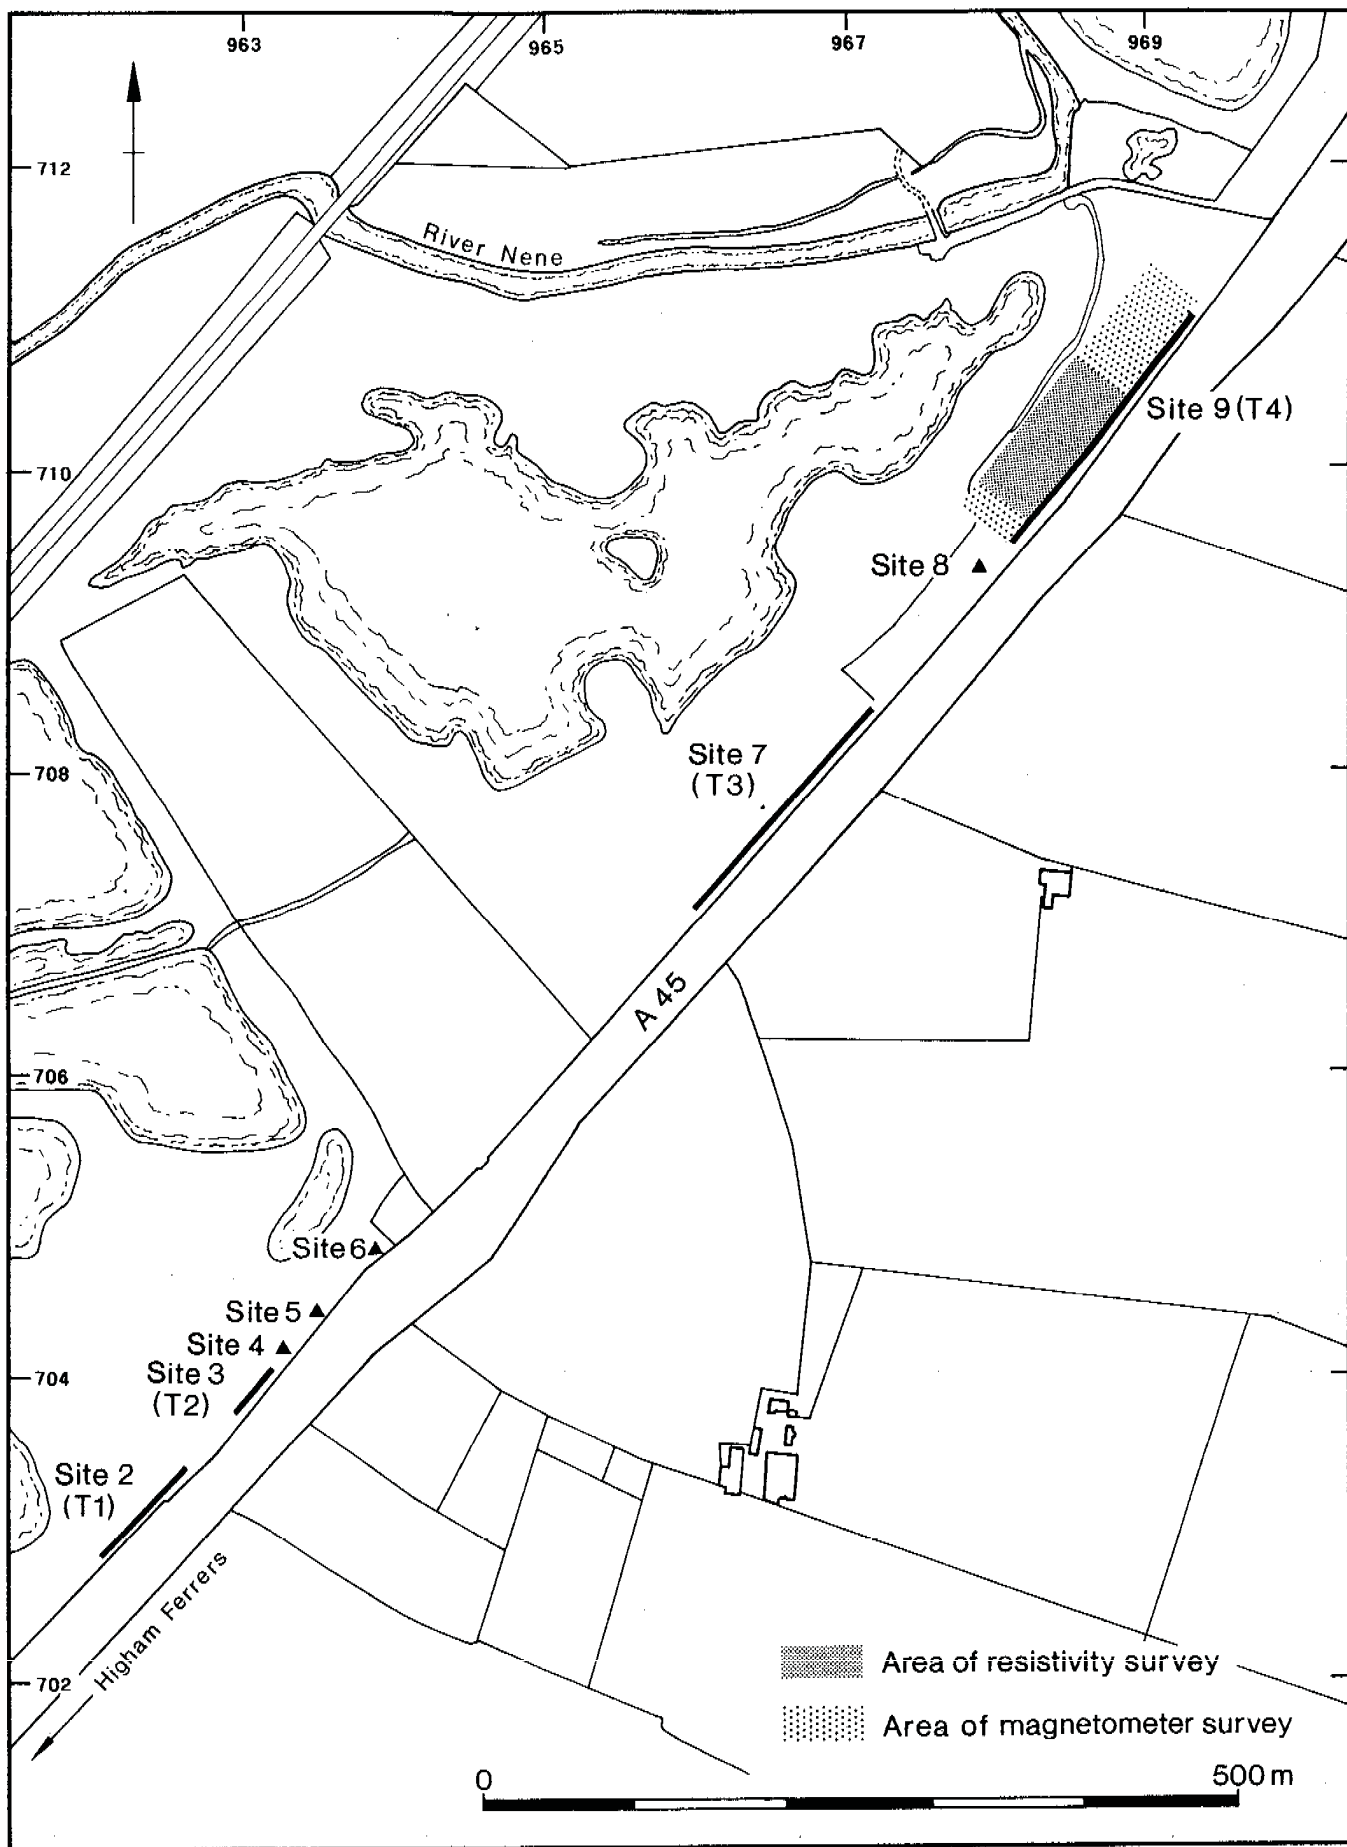 963
965
967
969
712
River Nene
Site 9 (T4)
710
Site 8
Site 7
(T3)
708
A 45
706
Site 6
Site 5
Site 4
Site 3
(T2)
704
Site 2
(T1)
Higham Ferrers
702
Area of resistivity survey
Area of magnetometer survey
0
500 m